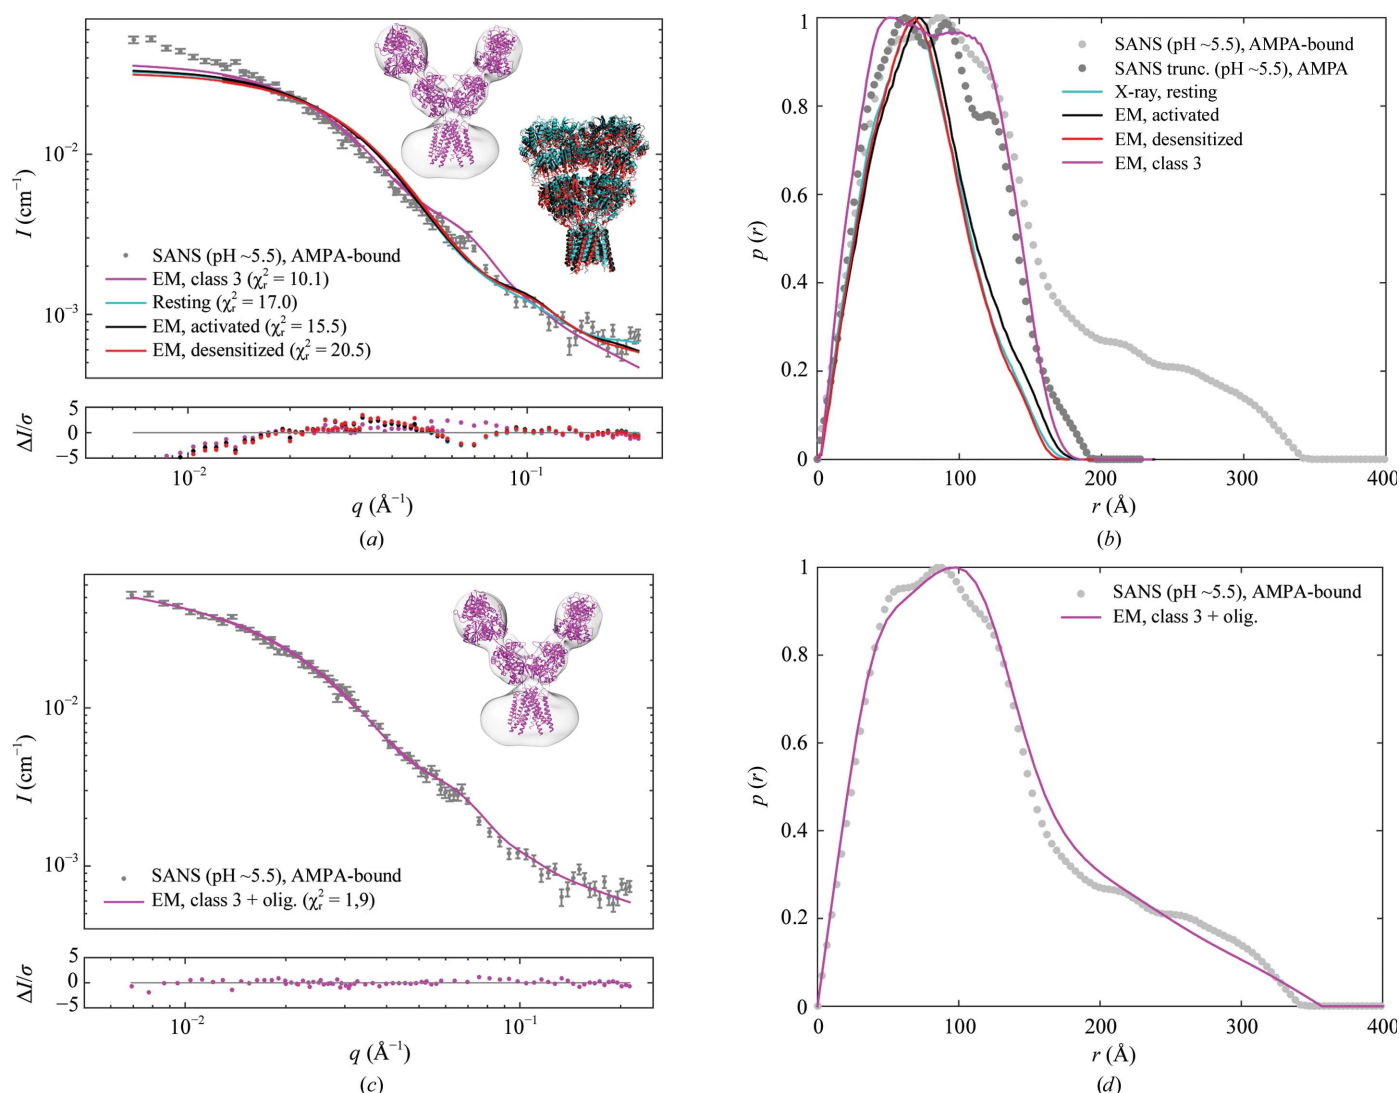 I (cm⁻¹)
10⁻²
10⁻³
SANS (pH ~5.5), AMPA-bound
EM, class 3 (χᵣ² = 10.1)
Resting (χᵣ² = 17.0)
EM, activated (χᵣ² = 15.5)
EM, desensitized (χᵣ² = 20.5)
ΔI/σ
5
0
−5
10⁻² 10⁻¹
q (Å⁻¹)
(a)
p (r)
1
0.8
0.6
0.4
0.2
0
SANS (pH ~5.5), AMPA-bound
SANS trunc. (pH ~5.5), AMPA
X-ray, resting
EM, activated
EM, desensitized
EM, class 3
0 100 200 300 400
r (Å)
(b)
I (cm⁻¹)
10⁻²
10⁻³
SANS (pH ~5.5), AMPA-bound
EM, class 3 + olig. (χᵣ² = 1,9)
ΔI/σ
5
0
−5
10⁻² 10⁻¹
q (Å⁻¹)
(c)
p (r)
1
0.8
0.6
0.4
0.2
0
SANS (pH ~5.5), AMPA-bound
EM, class 3 + olig.
0 100 200 300 400
r (Å)
(d)